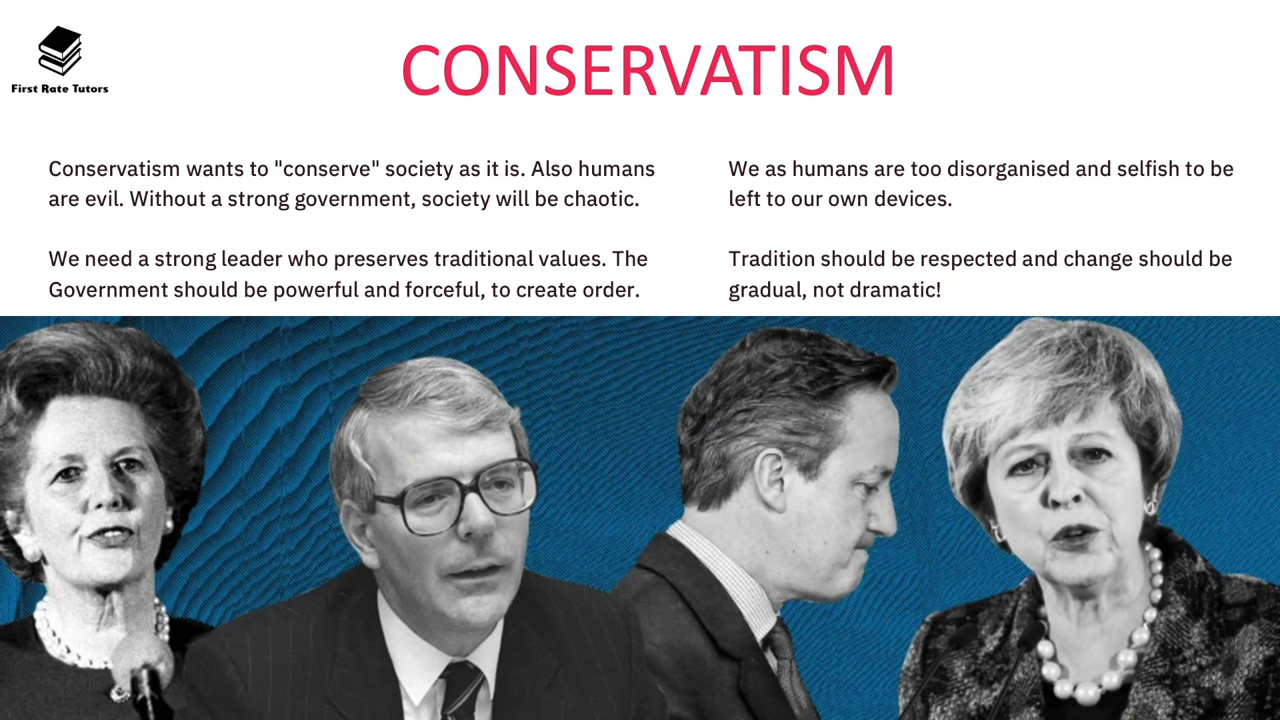 First Rate Tutors
CONSERVATISM
Conservatism wants to "conserve" society as it is. Also humans
are evil. Without a strong government, society will be chaotic.
We need a strong leader who preserves traditional values. The
Government should be powerful and forceful, to create order.
We as humans are too disorganised and selfish to be
left to our own devices.
Tradition should be respected and change should be
gradual, not dramatic!